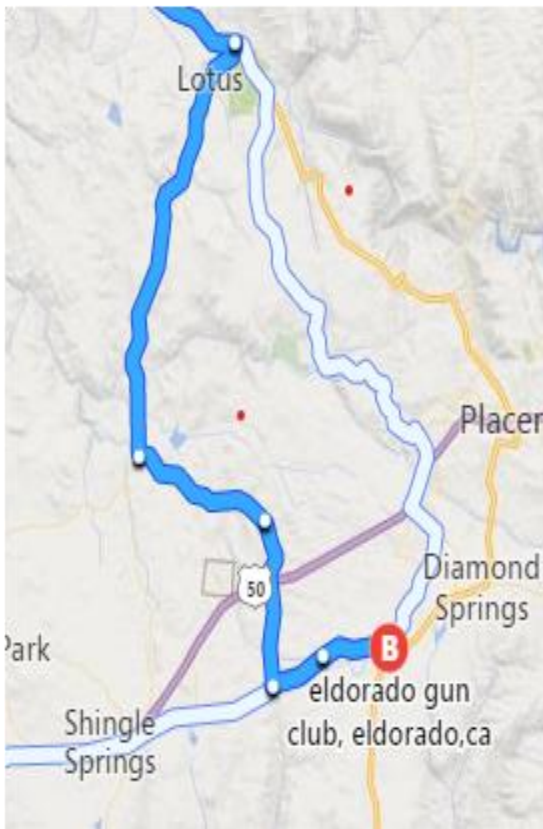 Lotus
Placer
50
Diamond
Springs
B
Park
eldorado gun
club, eldorado,ca
Shingle
Springs